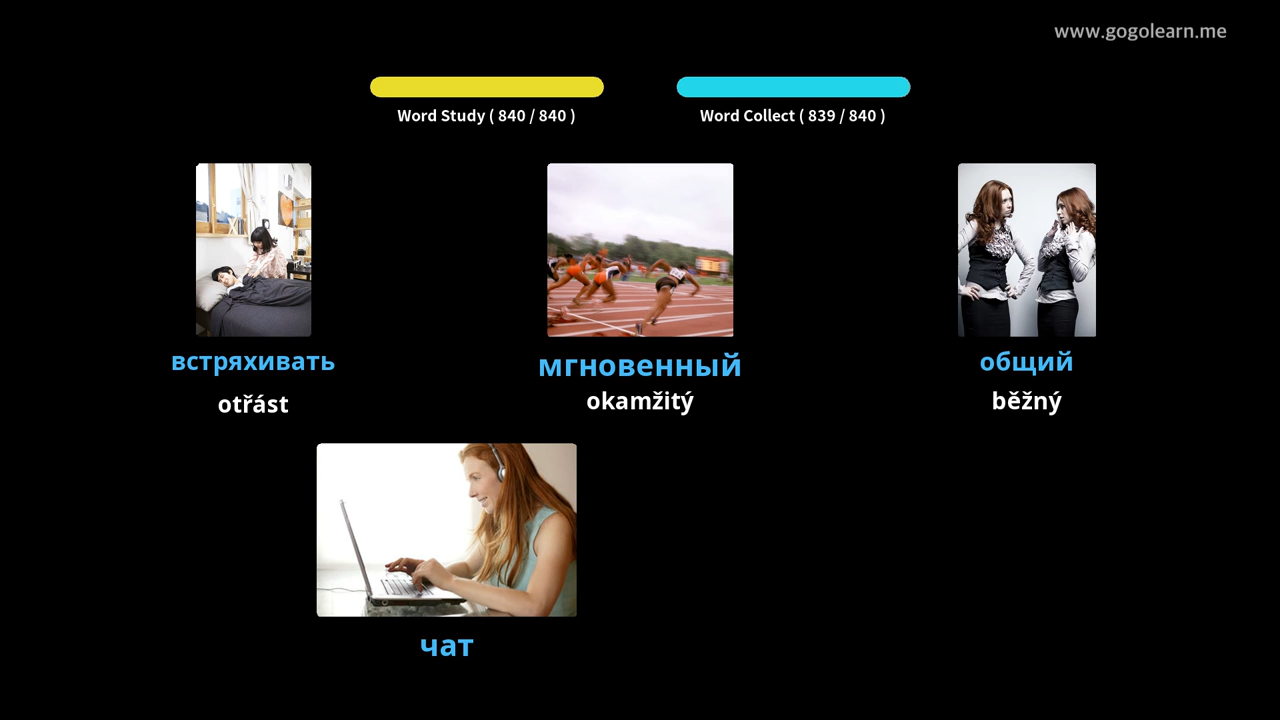 www.gogolearn.me
Word Study ( 840 / 840 )
Word Collect ( 839 / 840 )
встряхивать
мгновенный
общий
otřást
okamžitý
běžný
чат